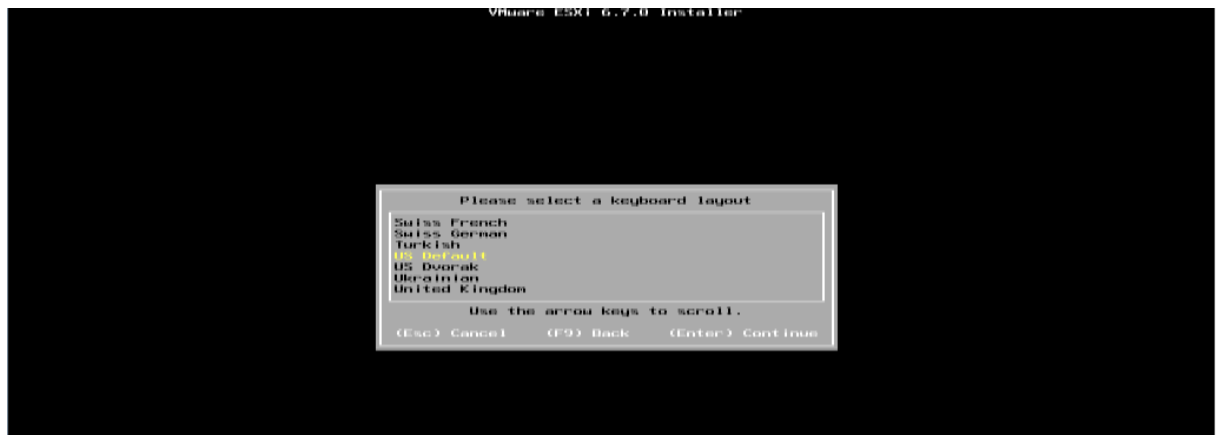 VMware ESXi 6.7.0 Installer
Please select a keyboard layout
Swiss French
Swiss German
Turkish
US Default
US Dvorak
Ukrainian
United Kingdom
Use the arrow keys to scroll.
(Esc) Cancel (F9) Back (Enter) Continue